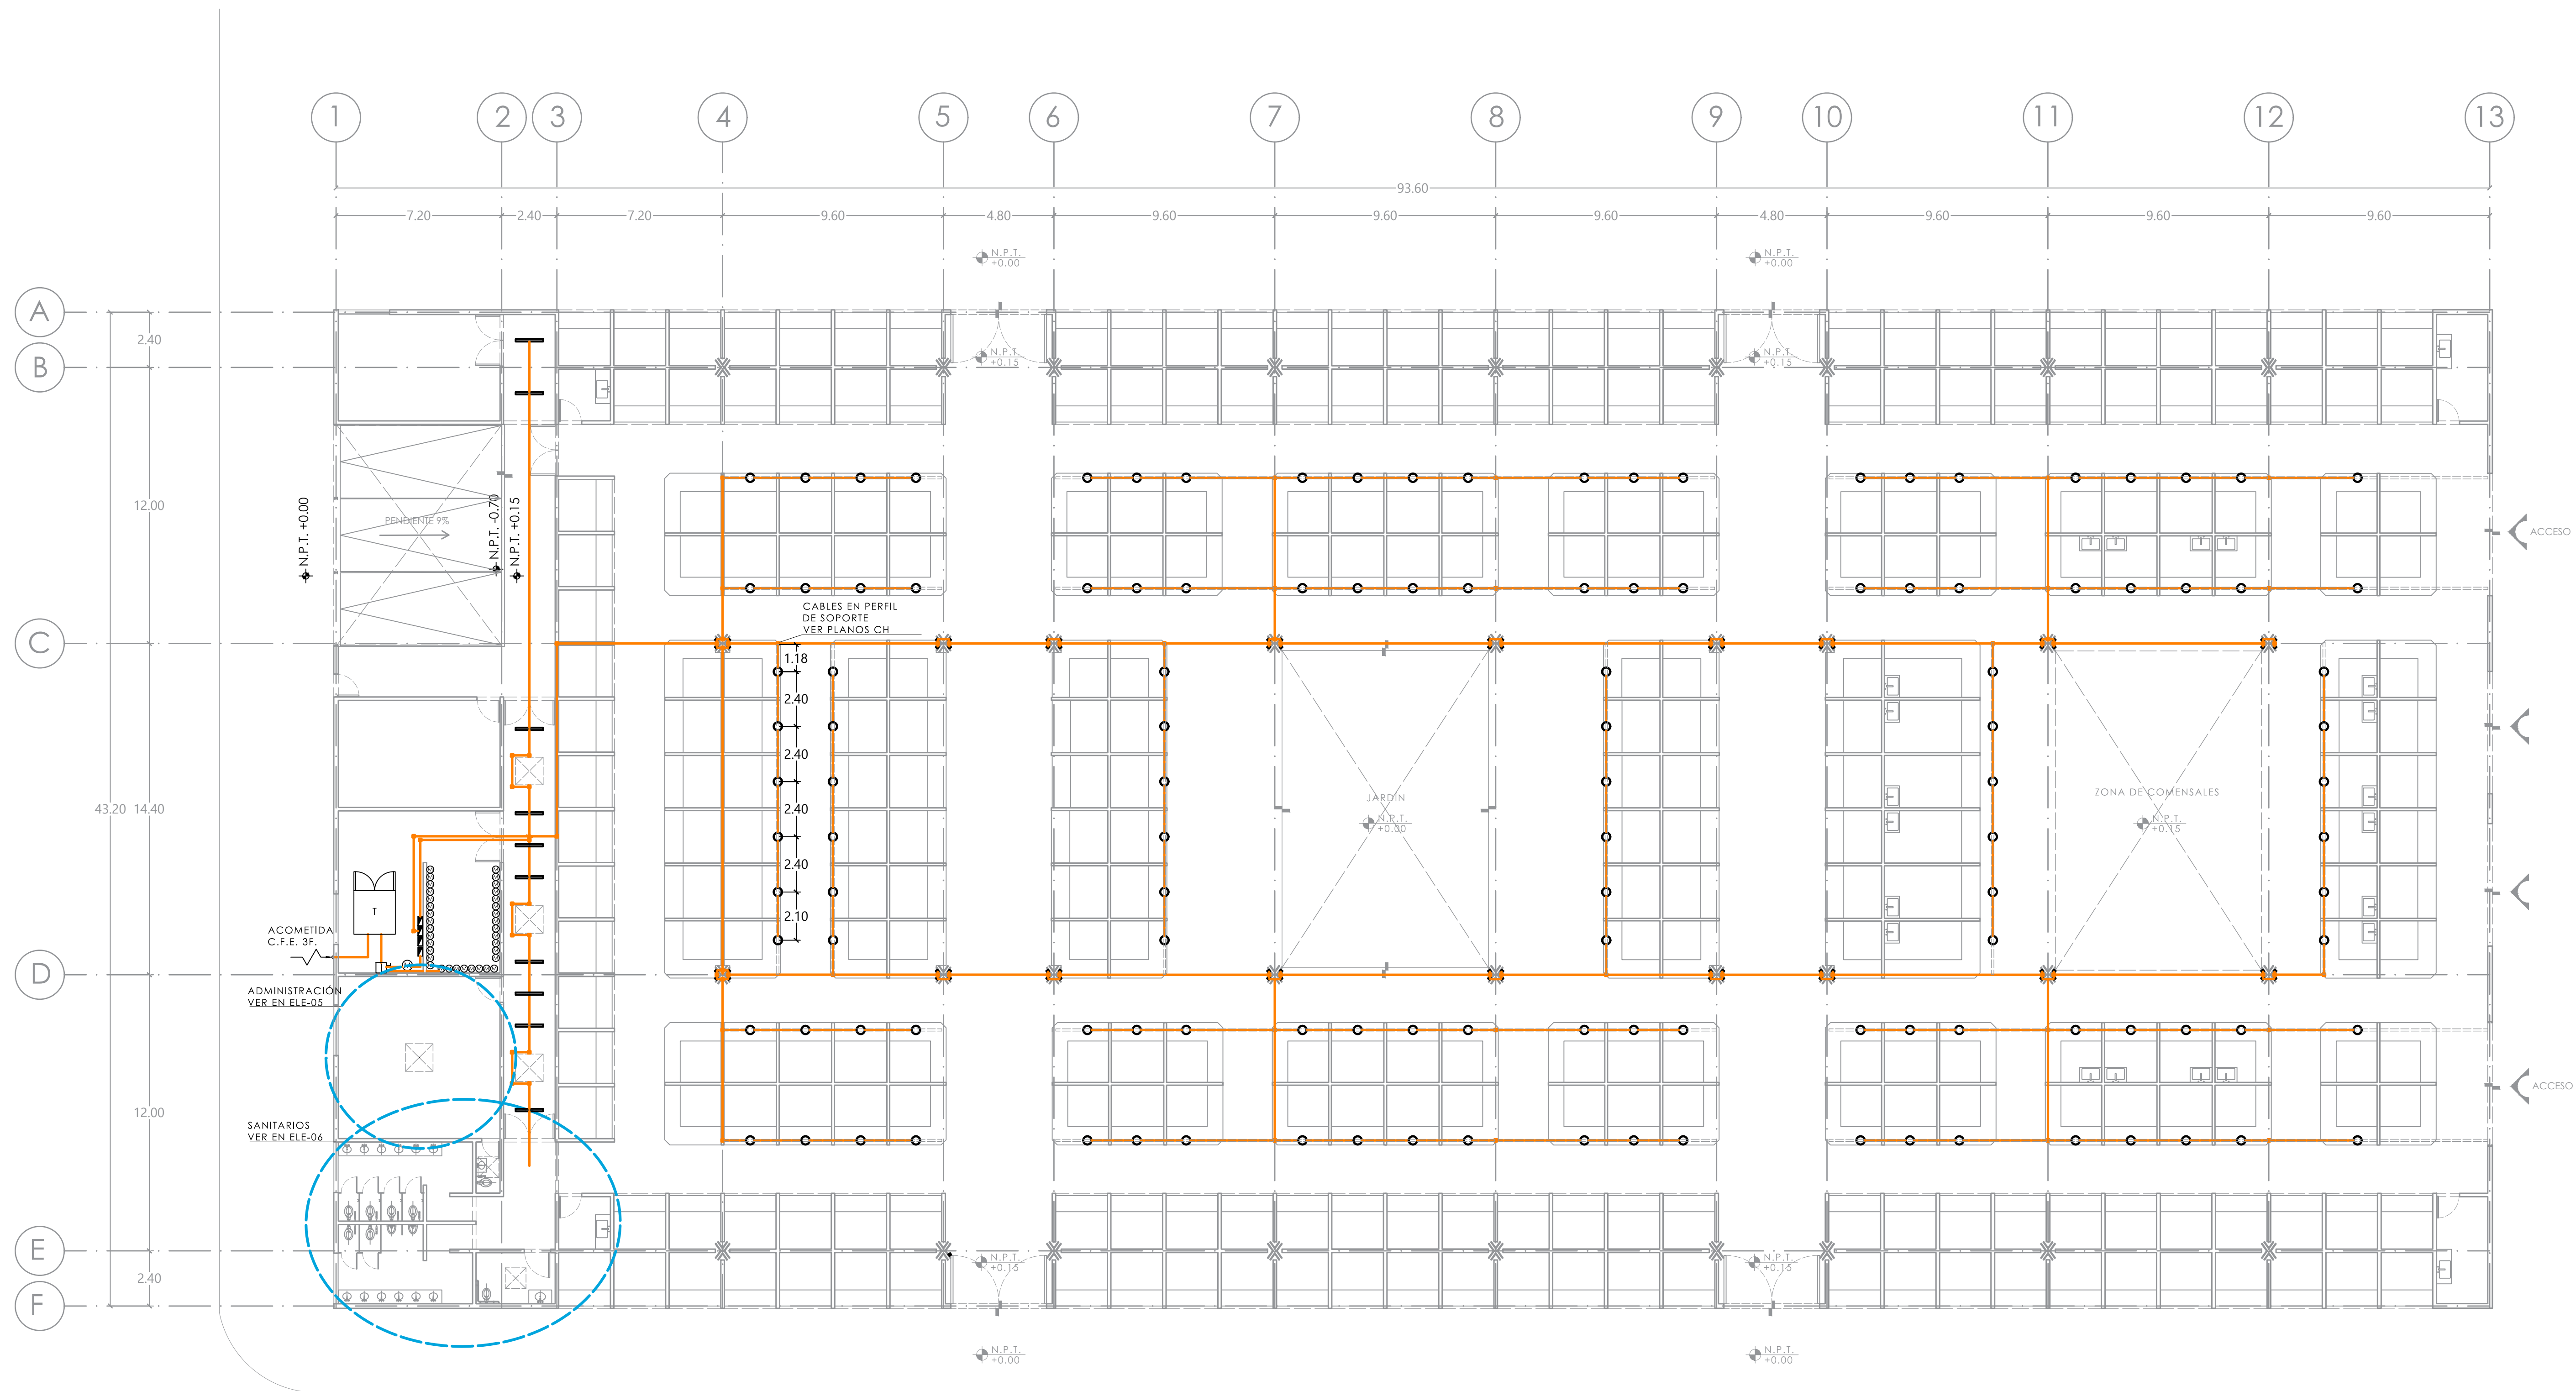 1
2
3
4
5
6
7
8
9
10
11
12
13
93.60
7.20
2.40
7.20
9.60
4.80
9.60
9.60
9.60
4.80
9.60
9.60
9.60
N.P.T.
+0.00
N.P.T.
+0.00
A
B
C
D
E
F
2.40
12.00
43.20
14.40
12.00
2.40
N.P.T.
+0.15
N.P.T.
+0.15
N.P.T. +0.00
PENDIENTE 9%
N.P.T. -0.70
N.P.T. +0.15
ACCESO
CABLES EN PERFIL
DE SOPORTE
VER PLANOS CH
1.18
2.40
2.40
2.40
2.40
2.10
JARDIN
N.P.T.
+0.00
ZONA DE COMENSALES
N.P.T.
+0.15
T
ACOMETIDA
C.F.E. 3F.
ADMINISTRACIÓN
VER EN ELE-05
SANITARIOS
VER EN ELE-06
ACCESO
N.P.T.
+0.15
N.P.T.
+0.15
N.P.T.
+0.00
N.P.T.
+0.00